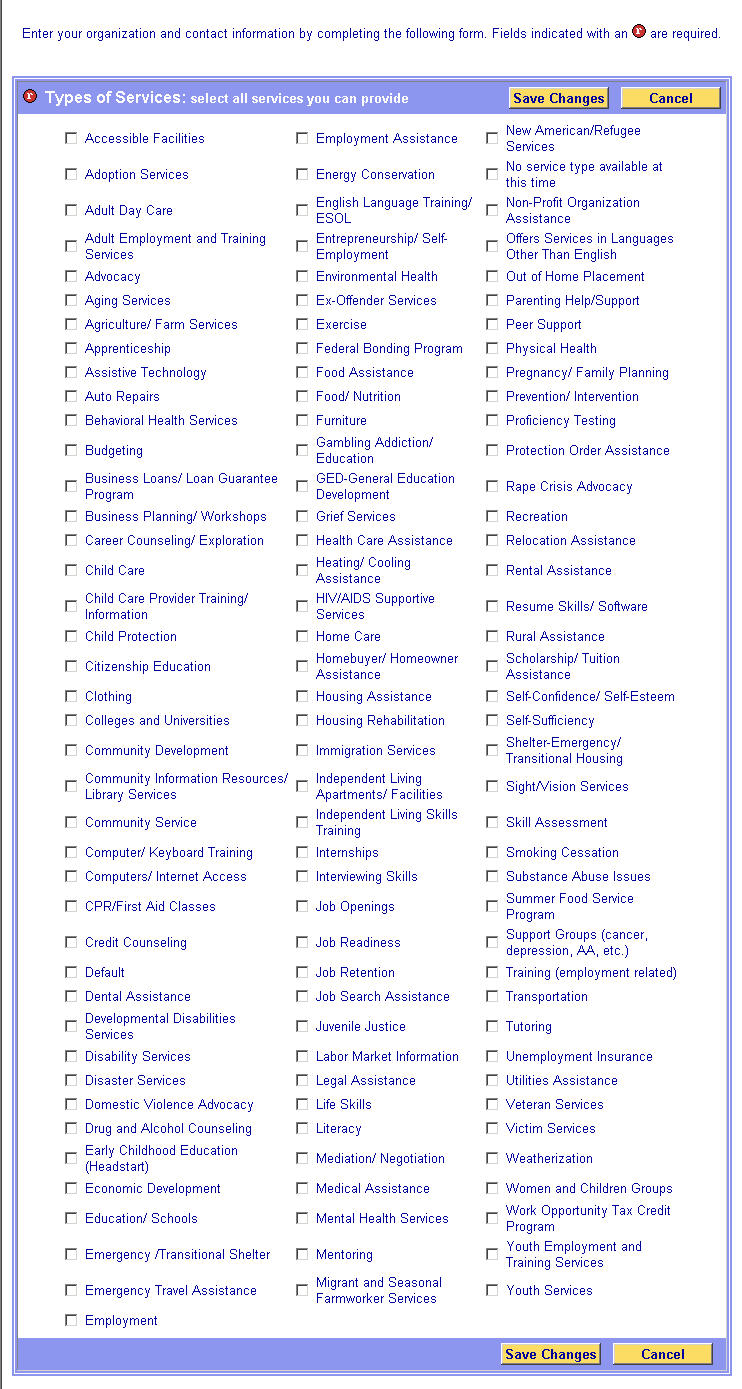 Enter your organization and contact information by completing the following form. Fields indicated with an r are required.
r Types of Services: select all services you can provide
Save Changes
Cancel
Accessible Facilities
Adoption Services
Adult Day Care
Adult Employment and Training
Services
Advocacy
Aging Services
Agriculture/ Farm Services
Apprenticeship
Assistive Technology
Auto Repairs
Behavioral Health Services
Budgeting
Business Loans/ Loan Guarantee
Program
Business Planning/ Workshops
Career Counseling/ Exploration
Child Care
Child Care Provider Training/
Information
Child Protection
Citizenship Education
Clothing
Colleges and Universities
Community Development
Community Information Resources/
Library Services
Community Service
Computer/ Keyboard Training
Computers/ Internet Access
CPR/First Aid Classes
Credit Counseling
Default
Dental Assistance
Developmental Disabilities
Services
Disability Services
Disaster Services
Domestic Violence Advocacy
Drug and Alcohol Counseling
Early Childhood Education
(Headstart)
Economic Development
Education/ Schools
Emergency /Transitional Shelter
Emergency Travel Assistance
Employment
Employment Assistance
Energy Conservation
English Language Training/
ESOL
Entrepreneurship/ Self-
Employment
Environmental Health
Ex-Offender Services
Exercise
Federal Bonding Program
Food Assistance
Food/ Nutrition
Furniture
Gambling Addiction/
Education
GED-General Education
Development
Grief Services
Health Care Assistance
Heating/ Cooling
Assistance
HIV/AIDS Supportive
Services
Home Care
Homebuyer/ Homeowner
Assistance
Housing Assistance
Housing Rehabilitation
Immigration Services
Independent Living
Apartments/ Facilities
Independent Living Skills
Training
Internships
Interviewing Skills
Job Openings
Job Readiness
Job Retention
Job Search Assistance
Juvenile Justice
Labor Market Information
Legal Assistance
Life Skills
Literacy
Mediation/ Negotiation
Medical Assistance
Mental Health Services
Mentoring
Migrant and Seasonal
Farmworker Services
New American/Refugee
Services
No service type available at
this time
Non-Profit Organization
Assistance
Offers Services in Languages
Other Than English
Out of Home Placement
Parenting Help/Support
Peer Support
Physical Health
Pregnancy/ Family Planning
Prevention/ Intervention
Proficiency Testing
Protection Order Assistance
Rape Crisis Advocacy
Recreation
Relocation Assistance
Rental Assistance
Resume Skills/ Software
Rural Assistance
Scholarship/ Tuition
Assistance
Self-Confidence/ Self-Esteem
Self-Sufficiency
Shelter-Emergency/
Transitional Housing
Sight/Vision Services
Skill Assessment
Smoking Cessation
Substance Abuse Issues
Summer Food Service
Program
Support Groups (cancer,
depression, AA, etc.)
Training (employment related)
Transportation
Tutoring
Unemployment Insurance
Utilities Assistance
Veteran Services
Victim Services
Weatherization
Women and Children Groups
Work Opportunity Tax Credit
Program
Youth Employment and
Training Services
Youth Services
Save Changes
Cancel